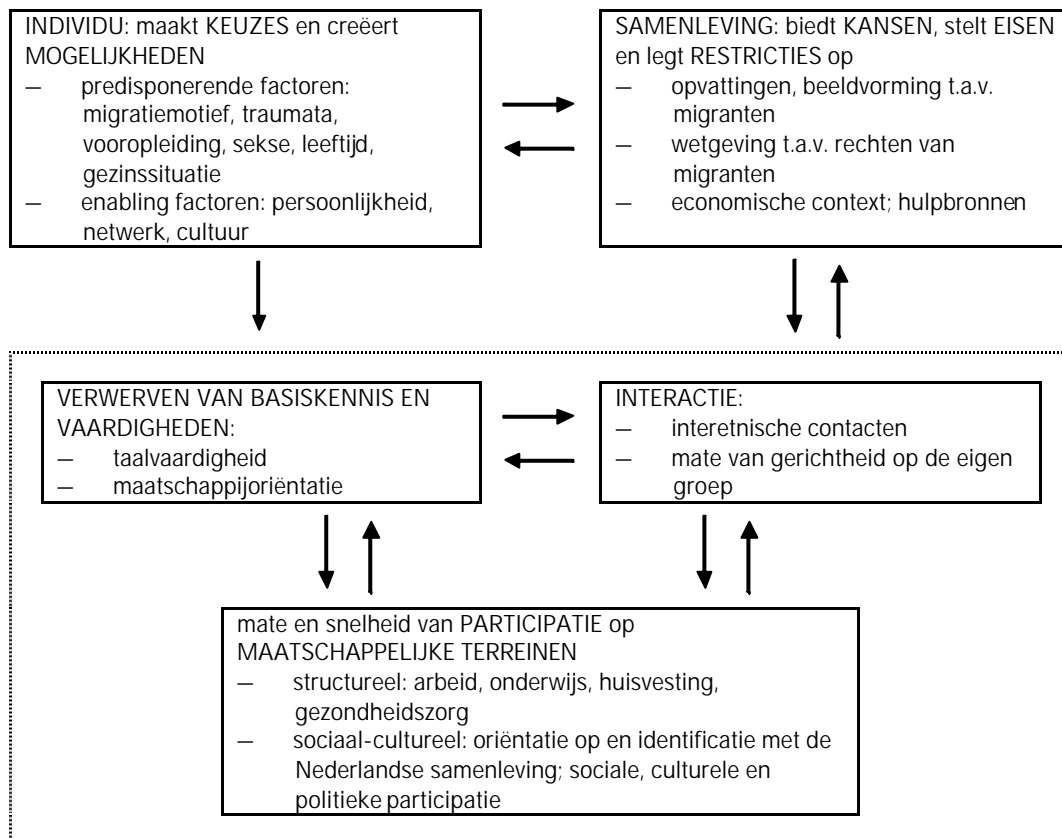 INDIVIDU: maakt KEUZES en creëert
MOGELIJKHEDEN
— predisponerende factoren:
migratiemotief, traumata,
vooropleiding, sekse, leeftijd,
gezinssituatie
— enabling factoren: persoonlijkheid,
netwerk, cultuur
SAMENLEVING: biedt KANSEN, stelt EISEN
en legt RESTRICTIES op
— opvattingen, beeldvorming t.a.v.
migranten
— wetgeving t.a.v. rechten van
migranten
— economische context; hulpbronnen
VERWERVEN VAN BASISKENNIS EN
VAARDIGHEDEN:
— taalvaardigheid
— maatschappijoriëntatie
INTERACTIE:
— interetnische contacten
— mate van gerichtheid op de eigen
groep
mate en snelheid van PARTICIPATIE op
MAATSCHAPPELIJKE TERREINEN
— structureel: arbeid, onderwijs, huisvesting,
gezondheidszorg
— sociaal-cultureel: oriëntatie op en identificatie met de
Nederlandse samenleving; sociale, culturele en
politieke participatie